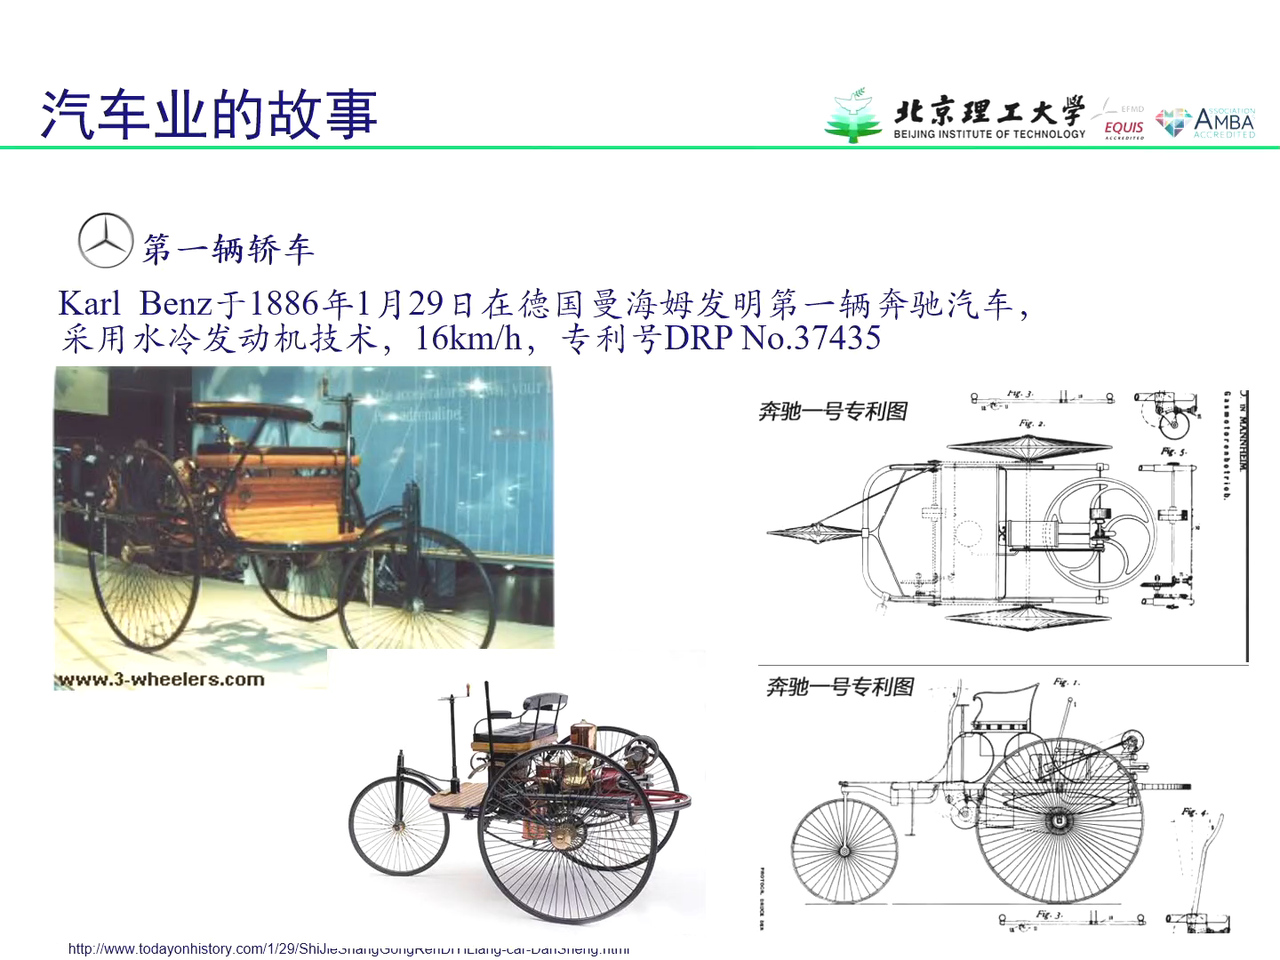 汽车业的故事
北京理工大学
BEIJING INSTITUTE OF TECHNOLOGY
EFMD
EQUIS
ACCREDITED
ASSOCIATION
AMBA
ACCREDITED
第一辆轿车
Karl Benz于1886年1月29日在德国曼海姆发明第一辆奔驰汽车，
采用水冷发动机技术，16km/h，专利号DRP No.37435
The accelerator's
adrenaline.
www.3-wheelers.com
奔驰一号专利图
Fig. 3.
Fig. 2.
Fig. 5.
IN MANNHEIM.
Gasmotorenbetrieb.
奔驰一号专利图
Fig. 1.
Fig. 4.
Fig. 3.
http://www.todayonhistory.com/1/29/ShiJieShangGongRenDiYiLiang-car-DanSheng.html